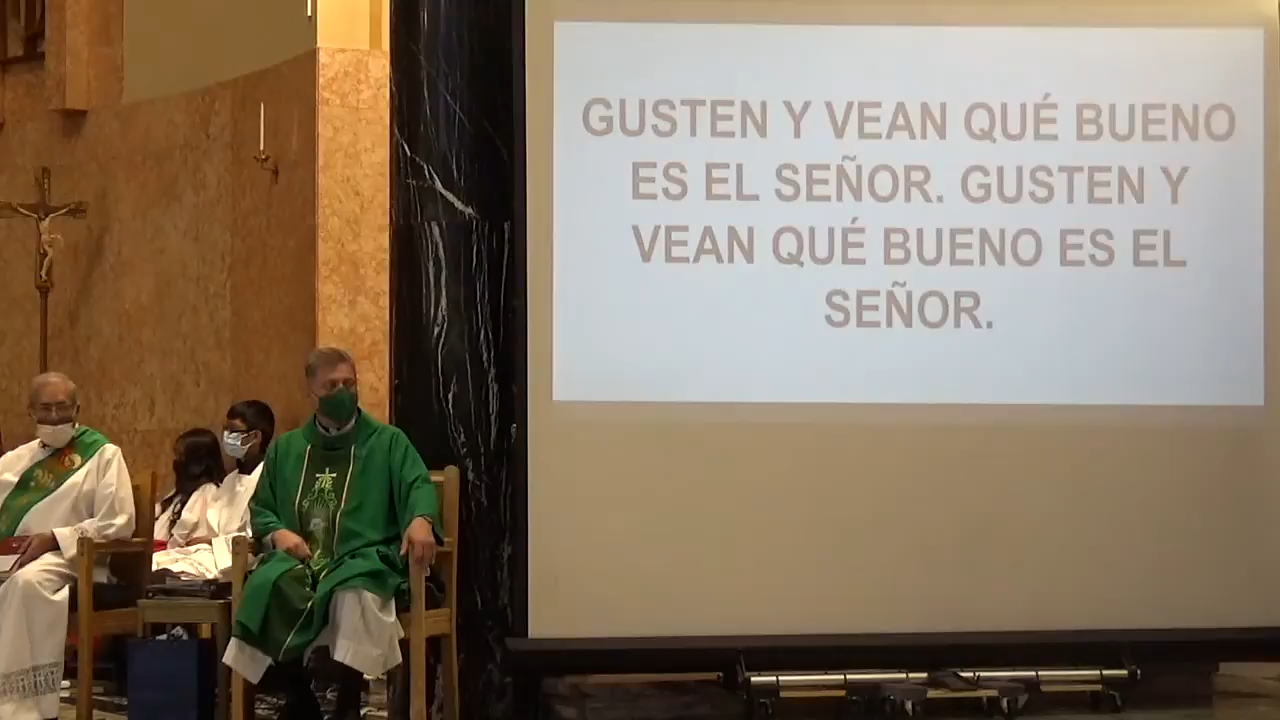 GUSTEN Y VEAN QUÉ BUENO
ES EL SEÑOR. GUSTEN Y
VEAN QUÉ BUENO ES EL
SEÑOR.